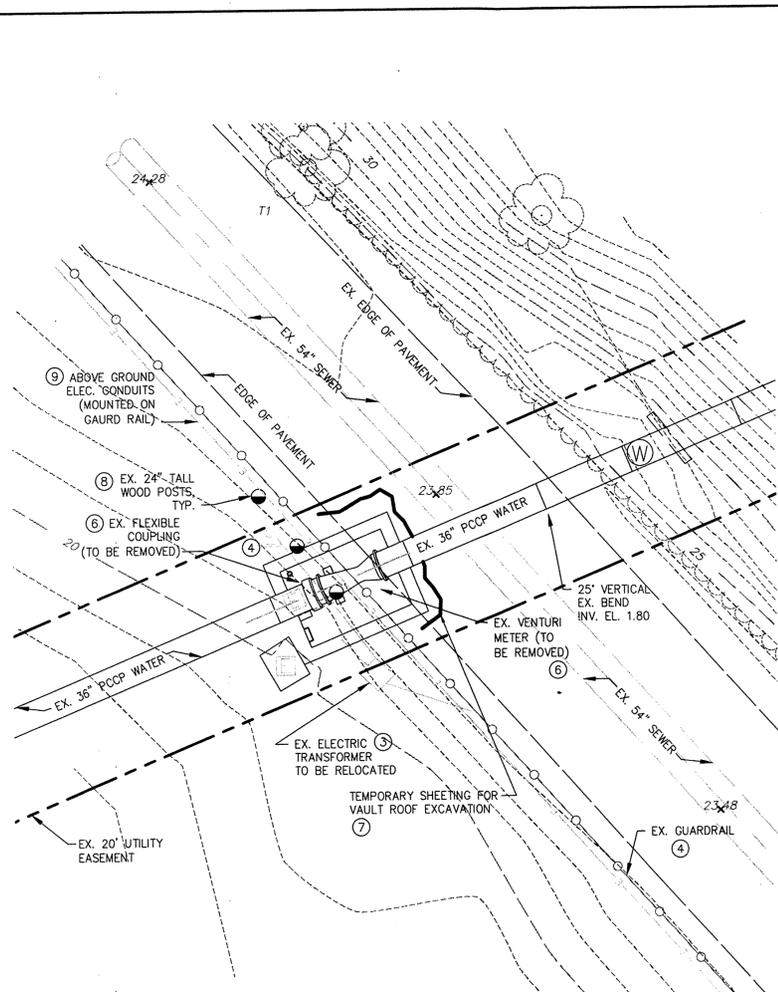 24.28
30
T1
EX. EDGE OF PAVEMENT
EX. 54" SEWER
⑨ ABOVE GROUND
ELEC. CONDUITS
(MOUNTED ON
GAURD RAIL)
EDGE OF PAVEMENT
⑧ EX. 24" TALL
WOOD POSTS,
TYP.
⑥ EX. FLEXIBLE
COUPLING
(TO BE REMOVED)
④
20
23.85
EX. 36" PCCP WATER
W
25
25° VERTICAL
EX. BEND
INV. EL. 1.80
EX. VENTURI
METER (TO
BE REMOVED)
⑥
EX. 36" PCCP WATER
EX. 54" SEWER
EX. ELECTRIC ③
TRANSFORMER
TO BE RELOCATED
TEMPORARY SHEETING FOR
VAULT ROOF EXCAVATION
⑦
23.48
EX. GUARDRAIL
④
EX. 20' UTILITY
EASEMENT